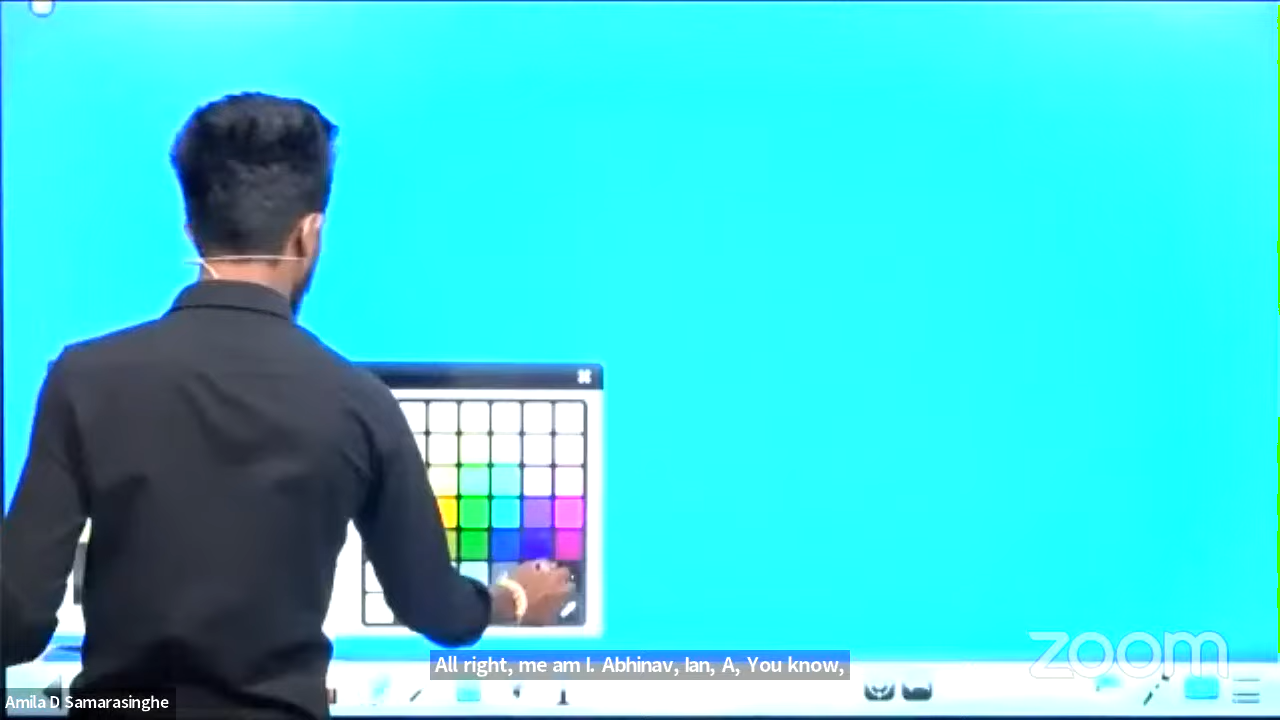 All right, me am I. Abhinav, Ian, A, You know,
zoom
Amila D Samarasinghe